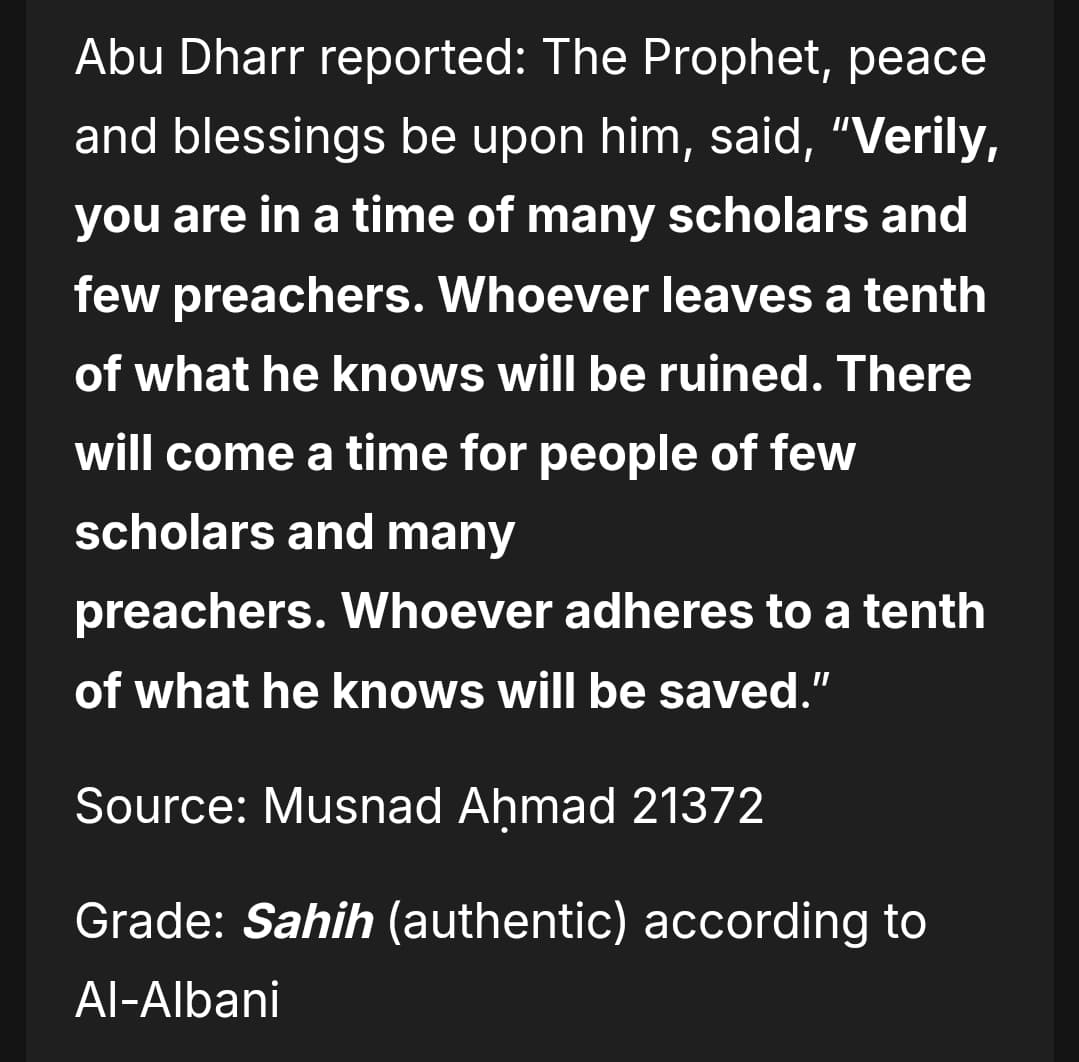 Abu Dharr reported: The Prophet, peace
and blessings be upon him, said, “Verily,
you are in a time of many scholars and
few preachers. Whoever leaves a tenth
of what he knows will be ruined. There
will come a time for people of few
scholars and many
preachers. Whoever adheres to a tenth
of what he knows will be saved.”
Source: Musnad Aḥmad 21372
Grade: Sahih (authentic) according to
Al-Albani